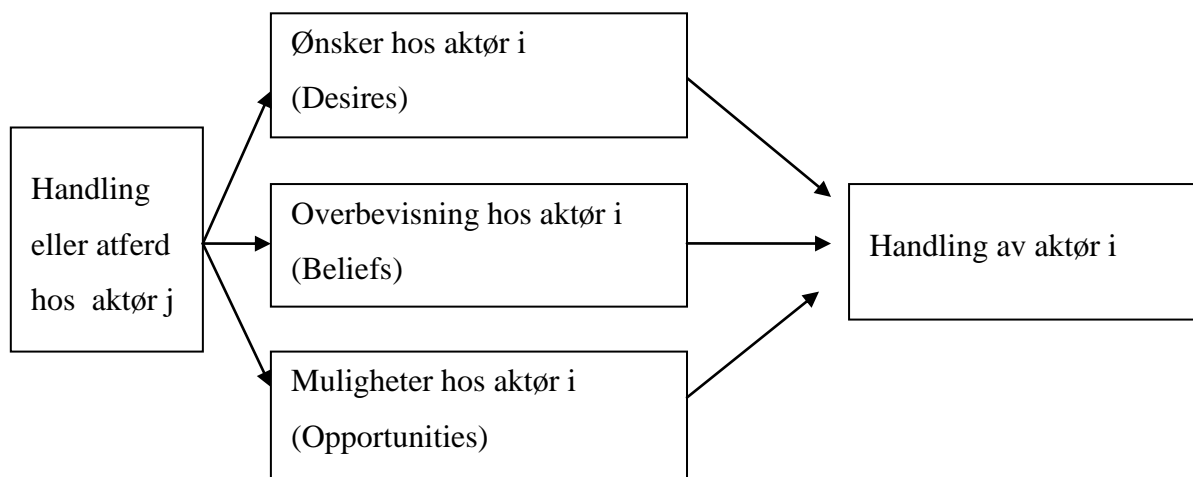 Handling
eller atferd
hos aktør j
Ønsker hos aktør i
(Desires)
Overbevisning hos aktør i
(Beliefs)
Muligheter hos aktør i
(Opportunities)
Handling av aktør i